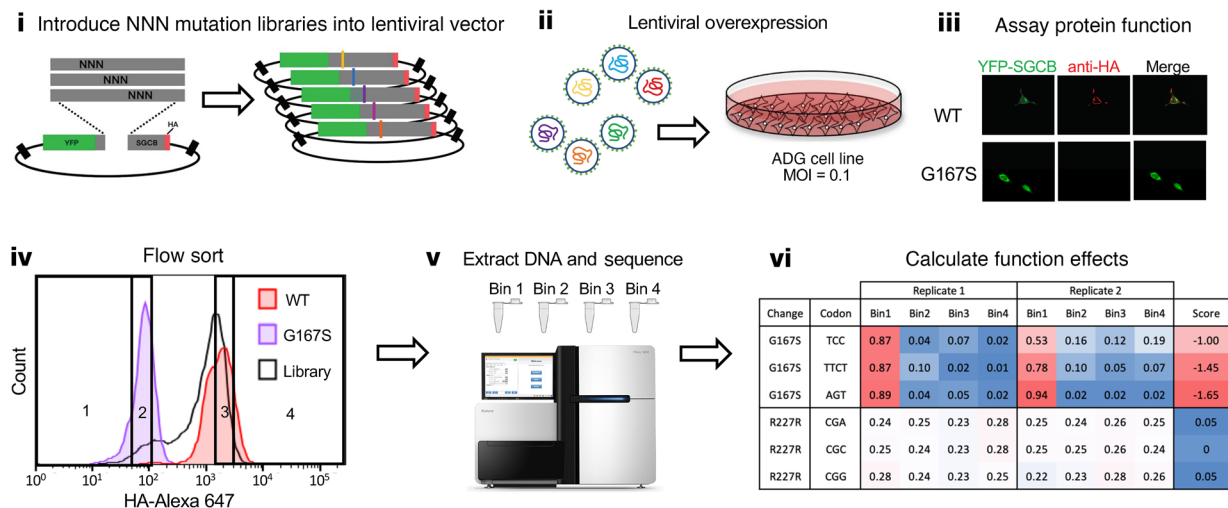 i Introduce NNN mutation libraries into lentiviral vector
NNN
NNN
NNN
HA
YFP
SGCB
ii Lentiviral overexpression
ADG cell line
MOI = 0.1
iii Assay protein function
YFP-SGCB anti-HA Merge
WT
G167S
iv Flow sort
Count
WT
G167S
Library
1 2 3 4
10⁰ 10¹ 10² 10³ 10⁴ 10⁵
HA-Alexa 647
v Extract DNA and sequence
Bin 1 Bin 2 Bin 3 Bin 4
vi Calculate function effects
Replicate 1 Replicate 2
Change Codon Bin1 Bin2 Bin3 Bin4 Bin1 Bin2 Bin3 Bin4 Score
G167S TCC 0.87 0.04 0.07 0.02 0.53 0.16 0.12 0.19 -1.00
G167S TTCT 0.87 0.10 0.02 0.01 0.78 0.10 0.05 0.07 -1.45
G167S AGT 0.89 0.04 0.05 0.02 0.94 0.02 0.02 0.02 -1.65
R227R CGA 0.24 0.25 0.23 0.28 0.25 0.24 0.26 0.25 0.05
R227R CGC 0.25 0.24 0.23 0.28 0.25 0.25 0.26 0.24 0
R227R CGG 0.28 0.24 0.23 0.25 0.22 0.23 0.28 0.26 0.05